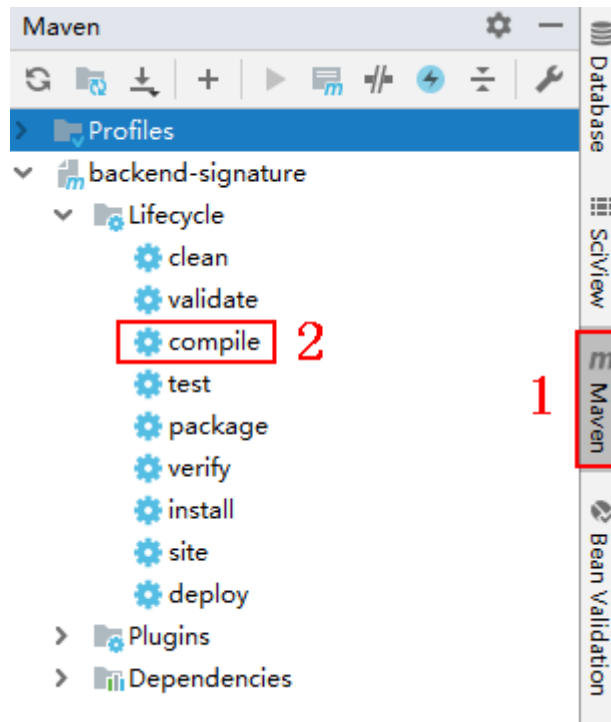 Maven
Profiles
backend-signature
Lifecycle
clean
validate
compile
2
test
package
verify
install
site
deploy
Plugins
Dependencies
Database
SciView
1
Maven
Bean Validation